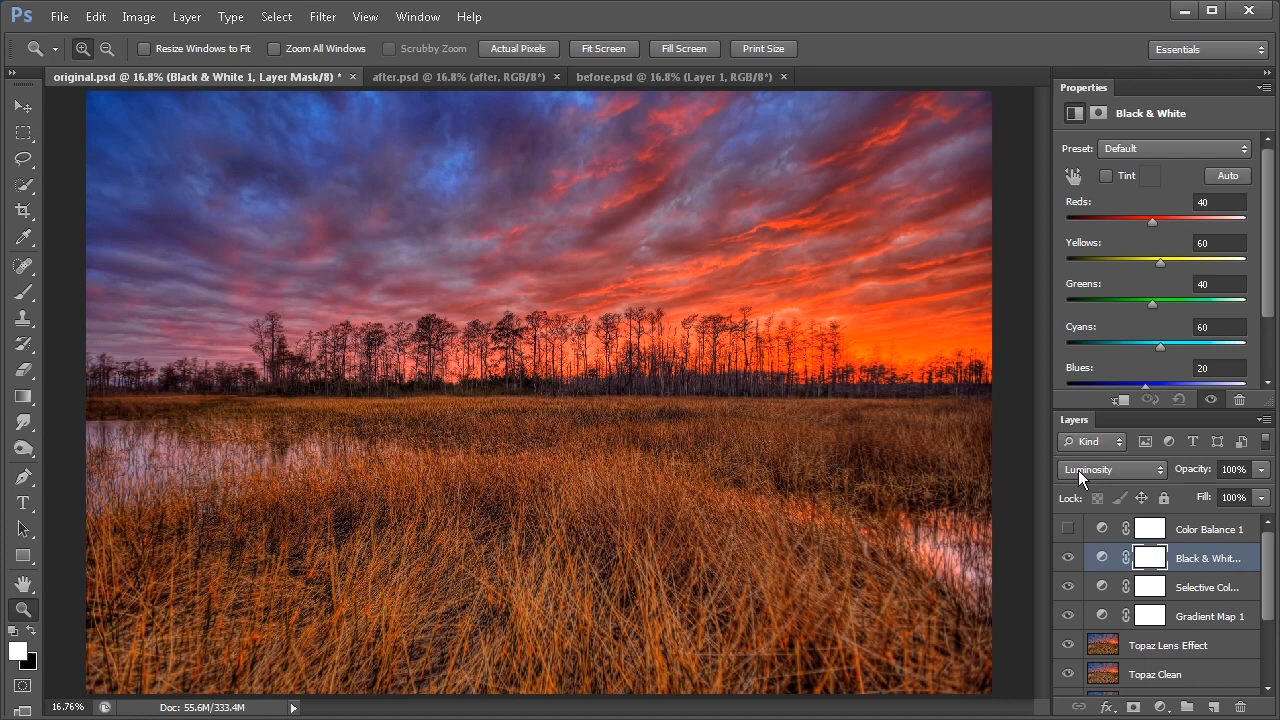 Ps File Edit Image Layer Type Select Filter View Window Help
Resize Windows to Fit Zoom All Windows Scrubby Zoom Actual Pixels Fit Screen Fill Screen Print Size Essentials
original.psd @ 16.8% (Black & White 1, Layer Mask/8) * × after.psd @ 16.8% (after, RGB/8*) × before.psd @ 16.8% (Layer 1, RGB/8*) ×
Properties
Black & White
Preset: Default
Tint Auto
Reds: 40
Yellows: 60
Greens: 40
Cyans: 60
Blues: 20
Layers
Kind T
Luminosity Opacity: 100%
Lock: Fill: 100%
Color Balance 1
Black & Whit...
Selective Col...
Gradient Map 1
Topaz Lens Effect
Topaz Clean
T
16.76% Doc: 55.6M/333.4M fx